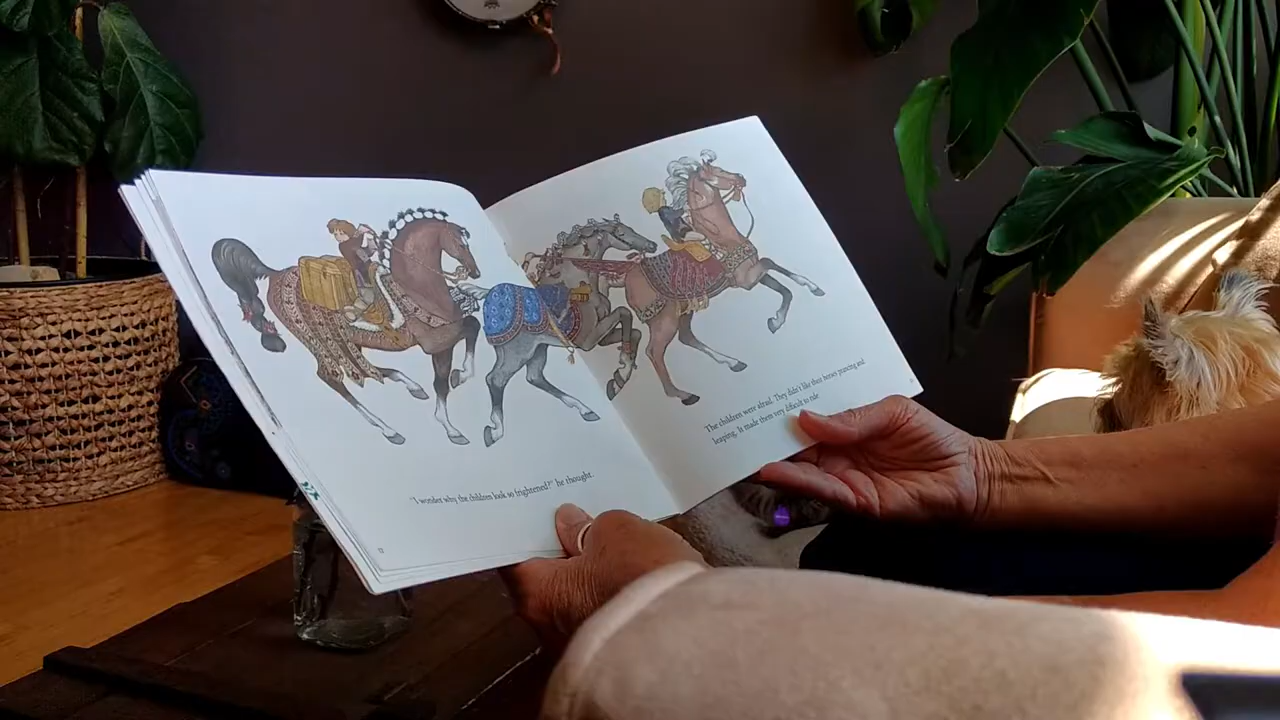 "I wonder why the children look so frightened?" he thought.
The children were afraid. They didn't like their horses prancing and
leaping. It made them very difficult to ride